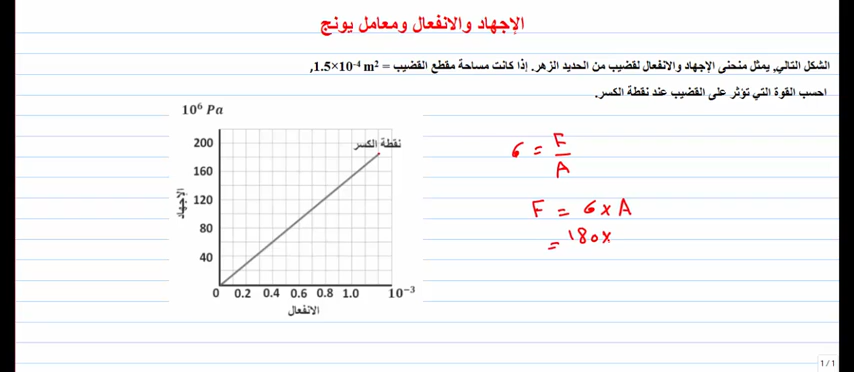 الإجهاد والانفعال ومعامل يونج
الشكل التالي, يمثل منحنى الإجهاد والانفعال لقضيب من الحديد الزهر. إذا كانت مساحة مقطع القضيب = 1.5×10⁻⁴ m²,
احسب القوة التي تؤثر على القضيب عند نقطة الكسر.
10⁶ Pa
200
160
120
80
40
الإجهاد
نقطة الكسر
0 0.2 0.4 0.6 0.8 1.0 10⁻³
الانفعال
σ = F/A
F = σ × A
= 180×
1/1